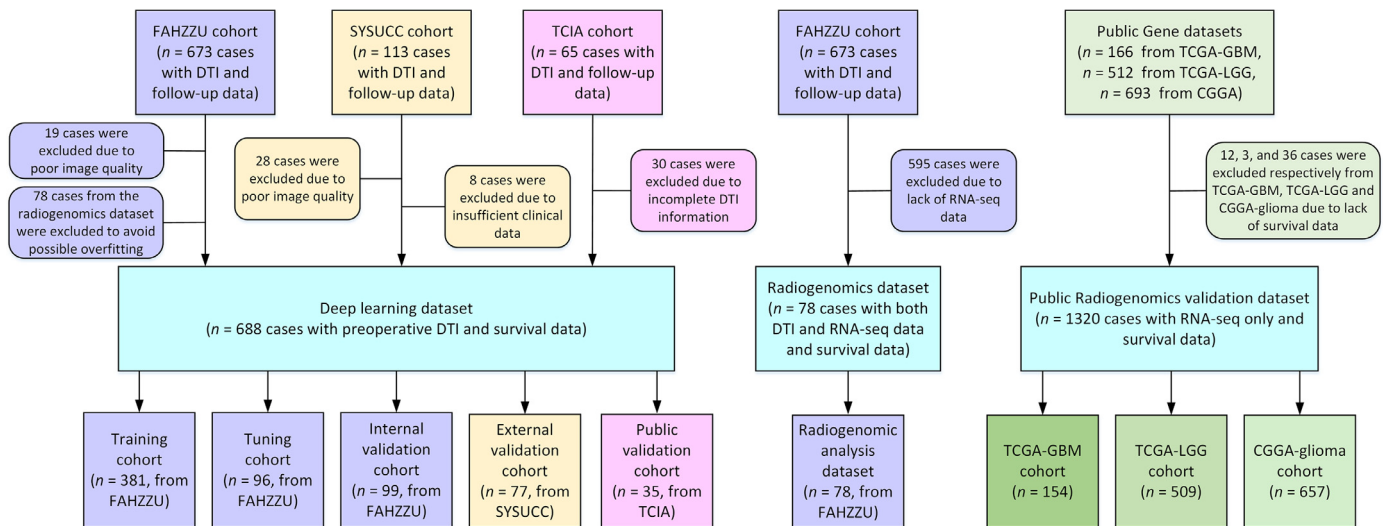 FAHZZU cohort
(n = 673 cases
with DTI and
follow-up data)
SYSUCC cohort
(n = 113 cases
with DTI and
follow-up data)
TCIA cohort
(n = 65 cases with
DTI and follow-up
data)
FAHZZU cohort
(n = 673 cases
with DTI and
follow-up data)
Public Gene datasets
(n = 166 from TCGA-GBM,
n = 512 from TCGA-LGG,
n = 693 from CGGA)
19 cases were
excluded due to
poor image quality
78 cases from the
radiogenomics dataset
were excluded to avoid
possible overfitting
28 cases were
excluded due to
poor image quality
8 cases were
excluded due to
insufficient clinical
data
30 cases were
excluded due to
incomplete DTI
information
595 cases were
excluded due to
lack of RNA-seq
data
12, 3, and 36 cases were
excluded respectively from
TCGA-GBM, TCGA-LGG and
CGGA-glioma due to lack
of survival data
Deep learning dataset
(n = 688 cases with preoperative DTI and survival data)
Radiogenomics dataset
(n = 78 cases with both
DTI and RNA-seq data
and survival data)
Public Radiogenomics validation dataset
(n = 1320 cases with RNA-seq only and
survival data)
Training
cohort
(n = 381, from
FAHZZU)
Tuning
cohort
(n = 96, from
FAHZZU)
Internal
validation
cohort
(n = 99, from
FAHZZU)
External
validation
cohort
(n = 77, from
SYSUCC)
Public
validation
cohort
(n = 35, from
TCIA)
Radiogenomic
analysis
dataset
(n = 78, from
FAHZZU)
TCGA-GBM
cohort
(n = 154)
TCGA-LGG
cohort
(n = 509)
CGGA-glioma
cohort
(n = 657)